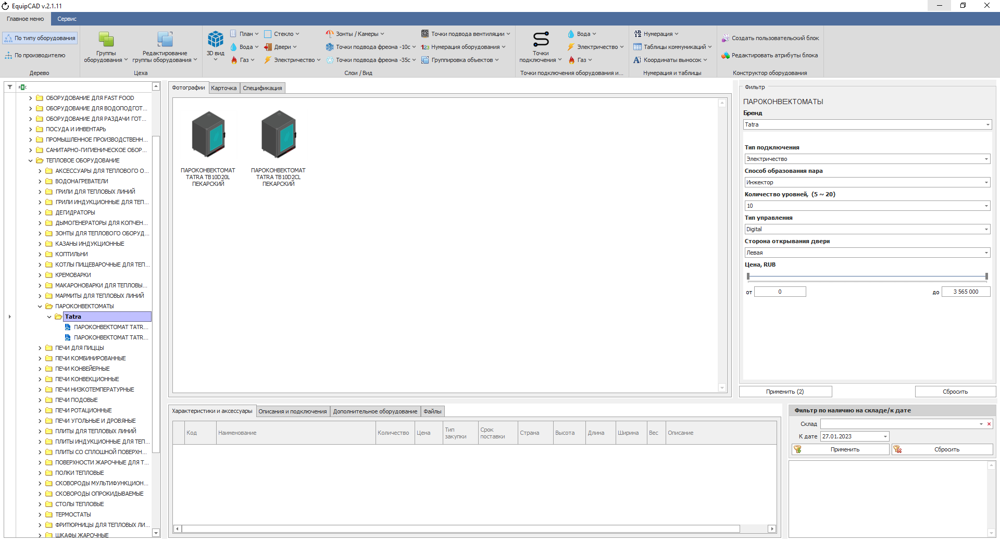 EquipCAD v.2.1.11
Главное меню
Сервис
По типу оборудования
По производителю
Дерево
Группы
оборудования
Редактирование
группы оборудования
Цеха
3D вид
План
Вода
Газ
Стекло
Двери
Электричество
Зонты / Камеры
Точки подвода фреона -10с
Точки подвода фреона -35с
Точки подвода вентиляции
123 Нумерация оборудования
Группировка объектов
Слои / Вид
Точки
подключения
Вода
Электричество
Газ
Точки подключения оборудования и...
AB
12 Нумерация
Таблицы коммуникаций
Координаты выносок
Нумерация и таблицы
Создать пользовательский блок
Редактировать атрибуты блока
Конструктор оборудования
ОБОРУДОВАНИЕ ДЛЯ FAST FOOD
ОБОРУДОВАНИЕ ДЛЯ ВОДОПОДГОТ...
ОБОРУДОВАНИЕ ДЛЯ РАЗДАЧИ ГОТ...
ПОСУДА И ИНВЕНТАРЬ
ПРОМЫШЛЕННОЕ ПРОИЗВОДСТВЕНН...
САНИТАРНО-ГИГИЕНИЧЕСКОЕ ОБОР...
ТЕПЛОВОЕ ОБОРУДОВАНИЕ
АКСЕССУАРЫ ДЛЯ ТЕПЛОВОГО О...
ВОДОНАГРЕВАТЕЛИ
ГРИЛИ ДЛЯ ТЕПЛОВЫХ ЛИНИЙ
ГРИЛИ ИНДУКЦИОННЫЕ ДЛЯ ТЕП...
ДЕГИДРАТОРЫ
ДЫМОГЕНЕРАТОРЫ ДЛЯ КОПЧЕН...
ЗОНТЫ ДЛЯ ТЕПЛОВОГО ОБОРУД...
КАЗАНЫ ИНДУКЦИОННЫЕ
КОПТИЛЬНИ
КОТЛЫ ПИЩЕВАРОЧНЫЕ ДЛЯ ТЕП...
КРЕМОВАРКИ
МАКАРОНОВАРКИ ДЛЯ ТЕПЛОВЫ...
МАРМИТЫ ДЛЯ ТЕПЛОВЫХ ЛИНИЙ
ПАРОКОНВЕКТОМАТЫ
Tatra
ПАРОКОНВЕКТОМАТ TATR...
ПАРОКОНВЕКТОМАТ TATR...
ПЕЧИ ДЛЯ ПИЦЦЫ
ПЕЧИ КОМБИНИРОВАННЫЕ
ПЕЧИ КОНВЕЙЕРНЫЕ
ПЕЧИ КОНВЕКЦИОННЫЕ
ПЕЧИ НИЗКОТЕМПЕРАТУРНЫЕ
ПЕЧИ ПОДОВЫЕ
ПЕЧИ РОТАЦИОННЫЕ
ПЕЧИ УГОЛЬНЫЕ И ДРОВЯНЫЕ
ПЛИТЫ ДЛЯ ТЕПЛОВЫХ ЛИНИЙ
ПЛИТЫ ИНДУКЦИОННЫЕ ДЛЯ ТЕП...
ПЛИТЫ СО СПЛОШНОЙ ПОВЕРХН...
ПОВЕРХНОСТИ ЖАРОЧНЫЕ ДЛЯ Т...
ПОЛКИ ТЕПЛОВЫЕ
СКОВОРОДЫ МУЛЬТИФУНКЦИОН...
СКОВОРОДЫ ОПРОКИДЫВАЕМЫЕ
СТОЛЫ ТЕПЛОВЫЕ
ТЕРМОСТАТЫ
ФРИТЮРНИЦЫ ДЛЯ ТЕПЛОВЫХ ЛИ...
ШКАФЫ ЖАРОЧНЫЕ
Фотографии
Карточка
Спецификация
ПАРОКОНВЕКТОМАТ
TATRA TB10D20L
ПЕКАРСКИЙ
ПАРОКОНВЕКТОМАТ
TATRA TB10D2CL
ПЕКАРСКИЙ
Фильтр
ПАРОКОНВЕКТОМАТЫ
Бренд
Tatra
Тип подключения
Электричество
Способ образования пара
Инжектор
Количество уровней, (5 ~ 20)
10
Тип управления
Digital
Сторона открывания двери
Левая
Цена, RUB
от 0
до 3 565 000
Применить (2)
Сбросить
Характеристики и аксессуары
Описания и подключения
Дополнительное оборудование
Файлы
Код
Наименование
Количество
Цена
Тип
закупки
Срок
поставки
Страна
Высота
Длина
Ширина
Вес
Описание
Фильтр по наличию на складе/к дате
Склад
К дате 27.01.2023
Применить
Сбросить